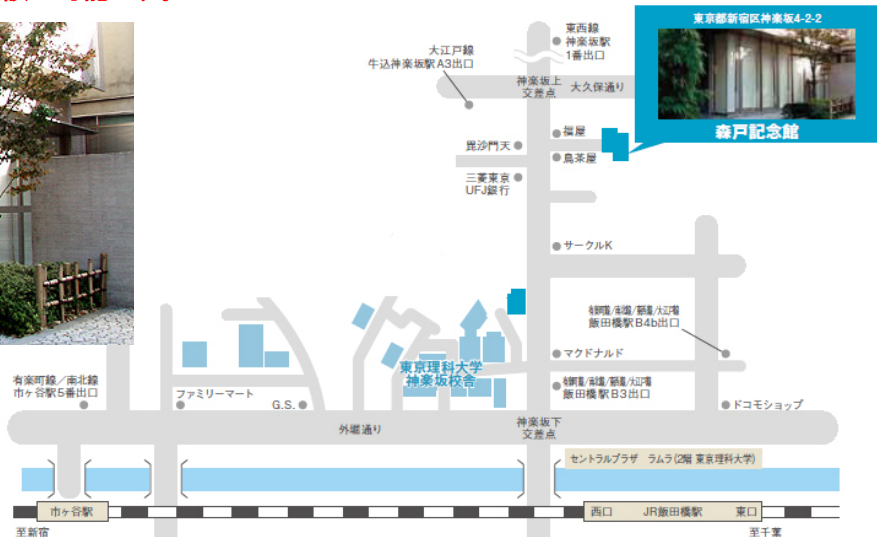 東京都新宿区神楽坂4-2-2
森戸記念館
東西線
神楽坂駅
1番出口
大江戸線
牛込神楽坂駅A3出口
神楽坂上
交差点
大久保通り
福屋
毘沙門天
鳥茶屋
三菱東京
UFJ銀行
サークルK
飯田橋駅B4b出口
マクドナルド
東京理科大学
神楽坂校舎
飯田橋駅B3出口
有楽町線／南北線
市ヶ谷駅5番出口
ファミリーマート
G.S.
ドコモショップ
外堀通り
神楽坂下
交差点
セントラルプラザ ラムラ(2階 東京理科大学)
市ヶ谷駅
西口 JR飯田橋駅 東口
至新宿
至千葉